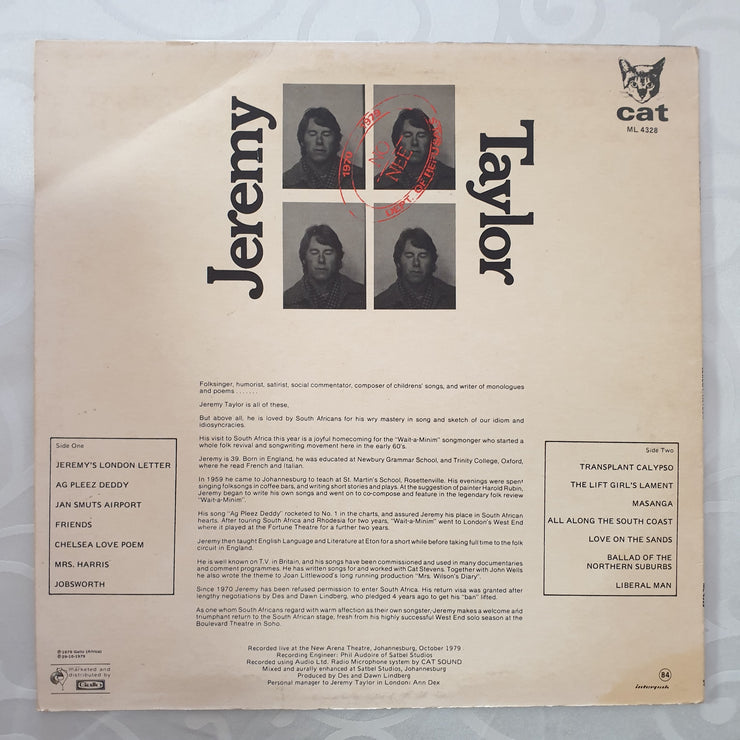 Jeremy
Taylor
1970 1979
NO
NEE
DEPT. OF REFUSALS
cat
ML 4328
Folksinger, humorist, satirist, social commentator, composer of childrens' songs, and writer of monologues
and poems . . . . . . .
Jeremy Taylor is all of these,
But above all, he is loved by South Africans for his wry mastery in song and sketch of our idiom and
idiosyncracies.
His visit to South Africa this year is a joyful homecoming for the "Wait-a-Minim" songmonger who started a
whole folk revival and songwriting movement here in the early 60's.
Jeremy is 39. Born in England, he was educated at Newbury Grammar School, and Trinity College, Oxford,
where he read French and Italian.
In 1959 he came to Johannesburg to teach at St. Martin's School, Rosettenville. His evenings were spent
singing folksongs in coffee bars, and writing short stories and plays. At the suggestion of painter Harold Rubin,
Jeremy began to write his own songs and went on to co-compose and feature in the legendary folk review
"Wait-a-Minim".
His song "Ag Pleez Deddy" rocketed to No. 1 in the charts, and assured Jeremy his place in South African
hearts. After touring South Africa and Rhodesia for two years, "Wait-a-Minim" went to London's West End
where it played at the Fortune Theatre for a further two years.
Jeremy then taught English Language and Literature at Eton for a short while before taking full time to the folk
circuit in England.
He is well known on T.V. in Britain, and his songs have been commissioned and used in many documentaries
and comment programmes. He has written songs for and worked with Cat Stevens. Together with John Wells
he also wrote the theme to Joan Littlewood's long running production "Mrs. Wilson's Diary".
Since 1970 Jeremy has been refused permission to enter South Africa. His return visa was granted after
lengthy negotiations by Des and Dawn Lindberg, who pledged 4 years ago to get his "ban" lifted.
As one whom South Africans regard with warm affection as their own songster, Jeremy makes a welcome and
triumphant return to the South African stage, fresh from his highly successful West End solo season at the
Boulevard Theatre in Soho.
Side One
JEREMY'S LONDON LETTER
AG PLEEZ DEDDY
JAN SMUTS AIRPORT
FRIENDS
CHELSEA LOVE POEM
MRS. HARRIS
JOBSWORTH
Side Two
TRANSPLANT CALYPSO
THE LIFT GIRL'S LAMENT
MASANGA
ALL ALONG THE SOUTH COAST
LOVE ON THE SANDS
BALLAD OF THE
NORTHERN SUBURBS
LIBERAL MAN
Recorded live at the New Arena Theatre, Johannesburg, October 1979
Recording Engineer: Phil Audoire of Satbel Studios
Recorded using Audio Ltd. Radio Microphone system by CAT SOUND
Mixed and aurally enhanced at Satbel Studios, Johannesburg
Produced by Des and Dawn Lindberg
Personal manager to Jeremy Taylor in London: Ann Dex
℗1979 Gallo (Africa)
©26-10-1979
marketed and
distributed by
Gallo
84
interpak